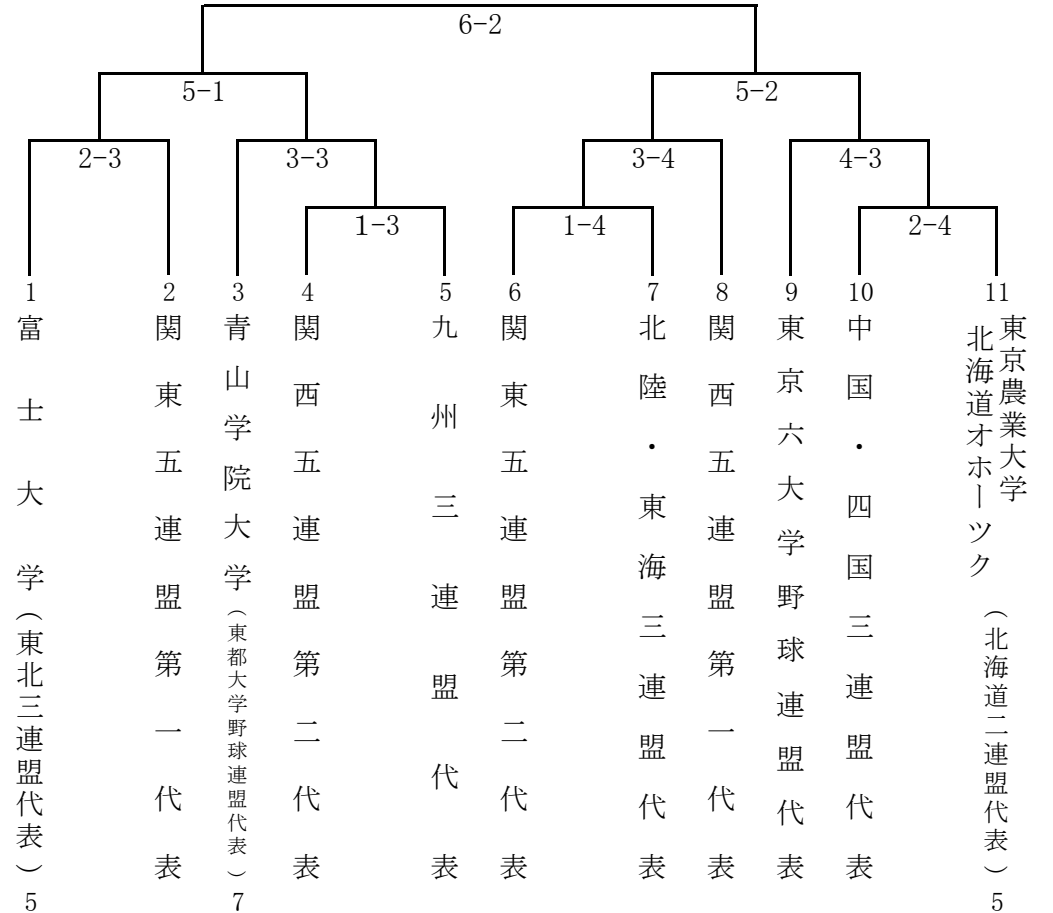 6-2
5-1
5-2
2-3
3-3
3-4
4-3
1-3
1-4
2-4
1
2
3
4
5
6
7
8
9
10
11
富士大学(東北三連盟代表)
関東五連盟第一代表
青山学院大学(東都大学野球連盟代表)
関西五連盟第二代表
九州三連盟代表
関東五連盟第二代表
北陸・東海三連盟代表
関西五連盟第一代表
東京六大学野球連盟代表
中国・四国三連盟代表
東京農業大学
北海道オホーツク(北海道二連盟代表)
5
7
5